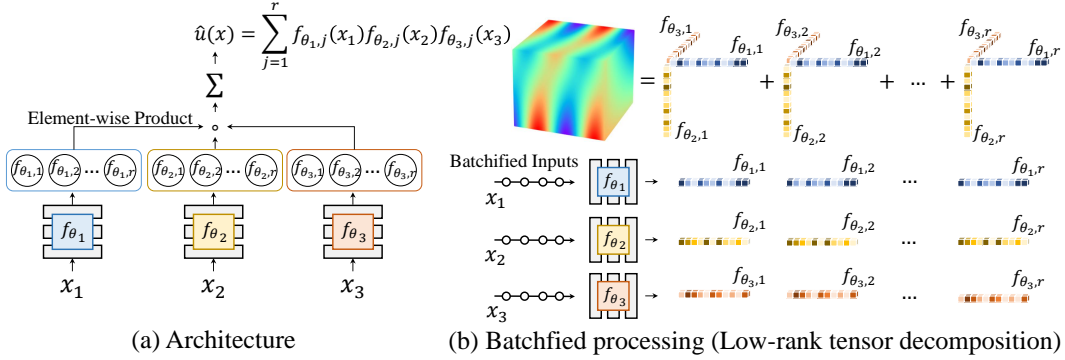 û(x) = ∑_{j=1}^{r} f_{θ₁,j}(x₁)f_{θ₂,j}(x₂)f_{θ₃,j}(x₃)
∑
Element-wise Product
∘
f_{θ₁,1} f_{θ₁,2} ... f_{θ₁,r} f_{θ₂,1} f_{θ₂,2} ... f_{θ₂,r} f_{θ₃,1} f_{θ₃,2} ... f_{θ₃,r}
f_{θ₁} f_{θ₂} f_{θ₃}
x₁ x₂ x₃
(a) Architecture
f_{θ₃,1} f_{θ₃,2} f_{θ₃,r}
f_{θ₁,1} f_{θ₁,2} f_{θ₁,r}
= + + ... +
f_{θ₂,1} f_{θ₂,2} f_{θ₂,r}
Batchified Inputs
x₁ f_{θ₁} f_{θ₁,1} f_{θ₁,2} ... f_{θ₁,r}
x₂ f_{θ₂} f_{θ₂,1} f_{θ₂,2} ... f_{θ₂,r}
x₃ f_{θ₃} f_{θ₃,1} f_{θ₃,2} ... f_{θ₃,r}
(b) Batchfied processing (Low-rank tensor decomposition)